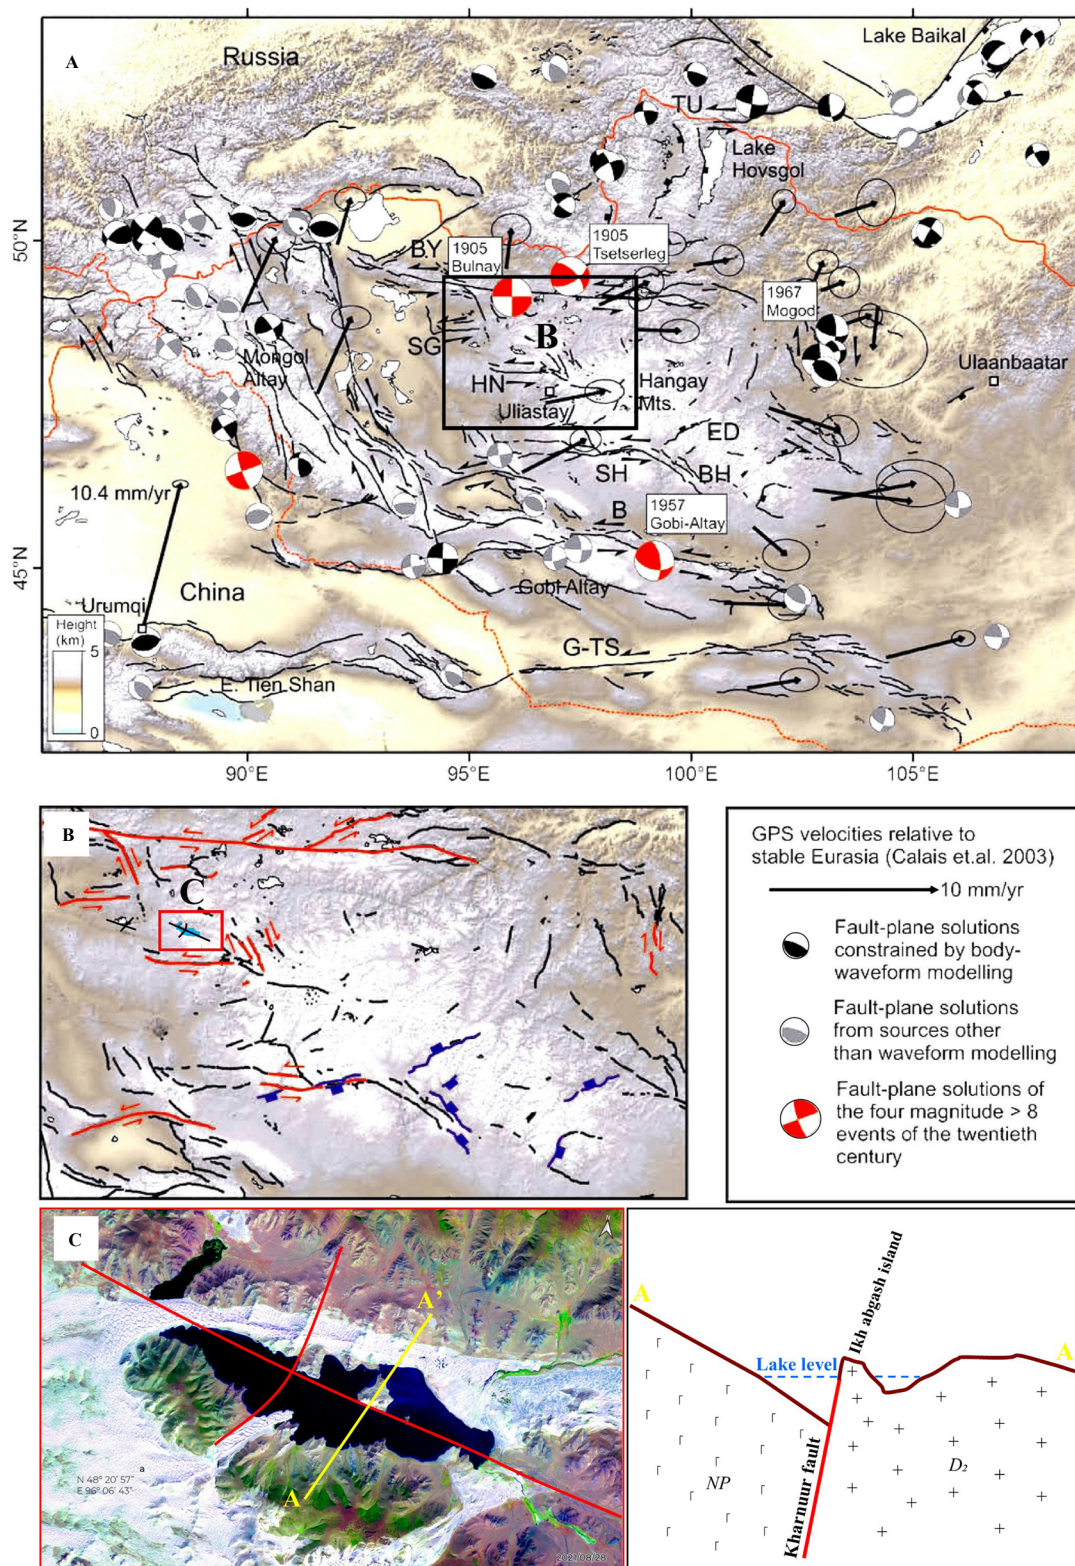 A
Russia
Lake Baikal
TU
Lake
Hovsgol
50°N
BY
1905
Bulnay
1905
Tsetserleg
1967
Mogod
Ulaanbaatar
B
SG
Mongol
Altay
HN
Uliastay
Hangay
Mts.
ED
SH
BH
10.4 mm/yr
B
1957
Gobi-Altay
45°N
China
Gobi Altay
Urumqi
Height
(km)
5
0
G-TS
E. Tien Shan
90°E
95°E
100°E
105°E
B
C
GPS velocities relative to
stable Eurasia (Calais et.al. 2003)
10 mm/yr
Fault-plane solutions
constrained by body-
waveform modelling
Fault-plane solutions
from sources other
than waveform modelling
Fault-plane solutions of
the four magnitude > 8
events of the twentieth
century
C
N
A'
A
N 48° 20' 57"
E 96° 06' 43"
a
2021/08/28
A
Ikh abgash island
Lake level
A
Kharnuur fault
NP
D₂